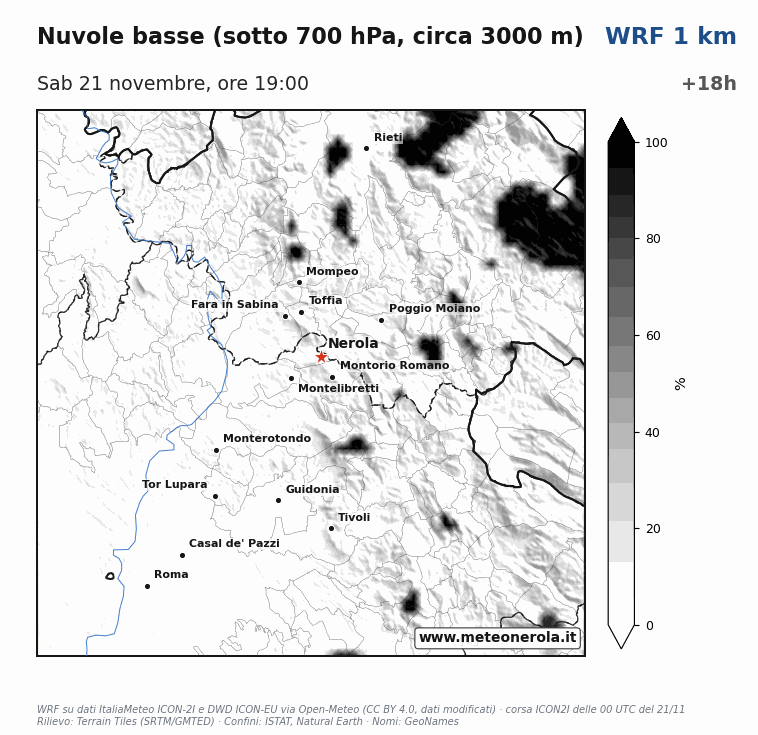 Nuvole basse (sotto 700 hPa, circa 3000 m) WRF 1 km
Sab 21 novembre, ore 19:00 +18h
Rieti
Mompeo
Fara in Sabina
Toffia
Poggio Moiano
Nerola
Montorio Romano
Montelibretti
Monterotondo
Tor Lupara
Guidonia
Tivoli
Casal de' Pazzi
Roma
www.meteonerola.it
100
80
60
%
40
20
0
WRF su dati ItaliaMeteo ICON-2I e DWD ICON-EU via Open-Meteo (CC BY 4.0, dati modificati) · corsa ICON2I delle 00 UTC del 21/11
Rilievo: Terrain Tiles (SRTM/GMTED) · Confini: ISTAT, Natural Earth · Nomi: GeoNames